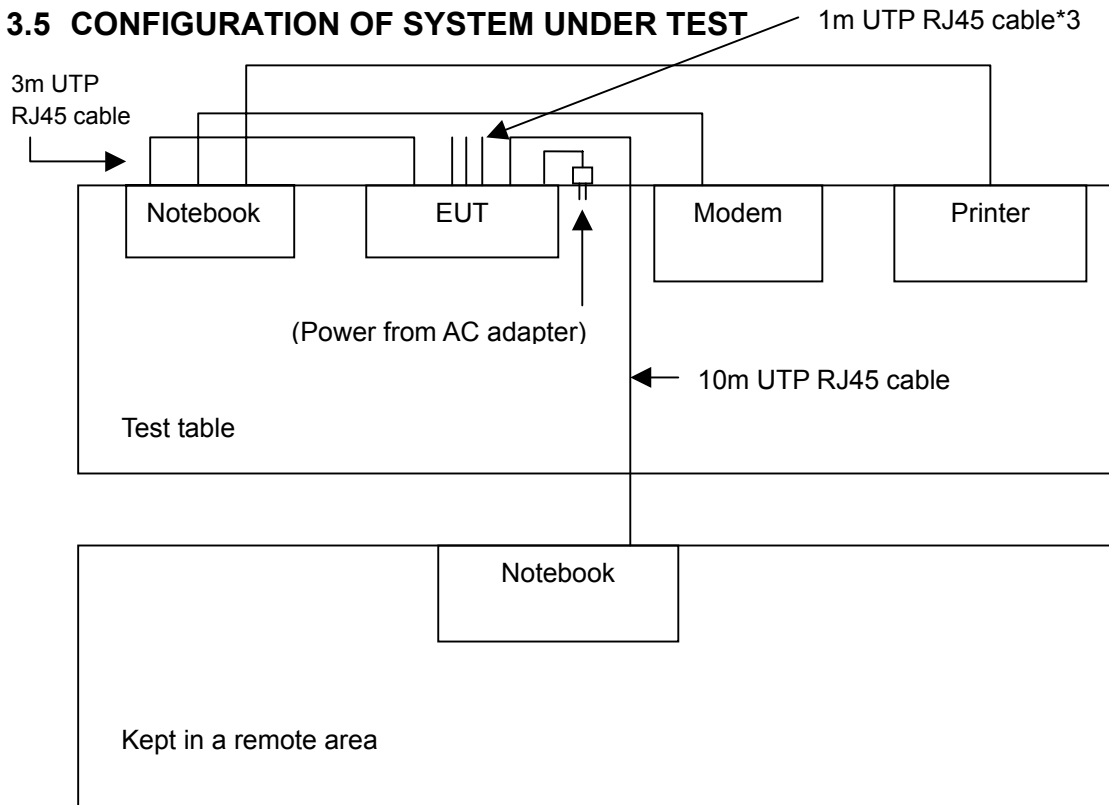 3.5 CONFIGURATION OF SYSTEM UNDER TEST
1m UTP RJ45 cable*3
3m UTP
RJ45 cable
Notebook
EUT
Modem
Printer
(Power from AC adapter)
10m UTP RJ45 cable
Test table
Notebook
Kept in a remote area